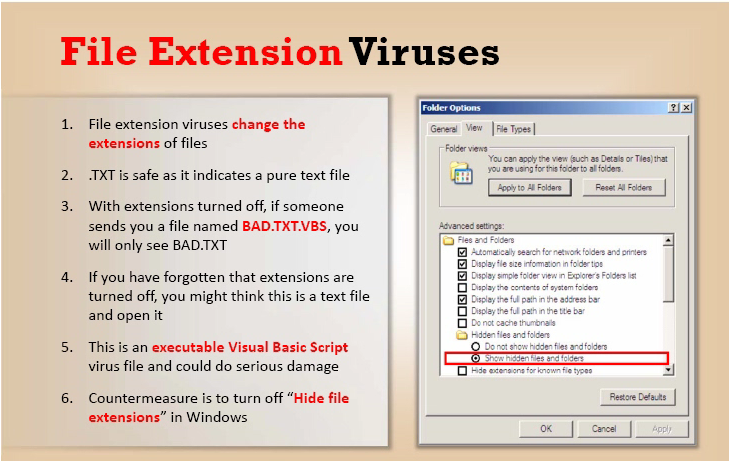 File Extension Viruses
1. File extension viruses change the
extensions of files
2. .TXT is safe as it indicates a pure text file
3. With extensions turned off, if someone
sends you a file named BAD.TXT.VBS, you
will only see BAD.TXT
4. If you have forgotten that extensions are
turned off, you might think this is a text file
and open it
5. This is an executable Visual Basic Script
virus file and could do serious damage
6. Countermeasure is to turn off “Hide file
extensions” in Windows
Folder Options
General View File Types
Folder views
You can apply the view (such as Details or Tiles) that
you are using for this folder to all folders.
Apply to All Folders Reset All Folders
Advanced settings:
Files and Folders
Automatically search for network folders and printers
Display file size information in folder tips
Display simple folder view in Explorer's Folders list
Display the contents of system folders
Display the full path in the address bar
Display the full path in the title bar
Do not cache thumbnails
Hidden files and folders
Do not show hidden files and folders
Show hidden files and folders
Hide extensions for known file types
Restore Defaults
OK Cancel Apply